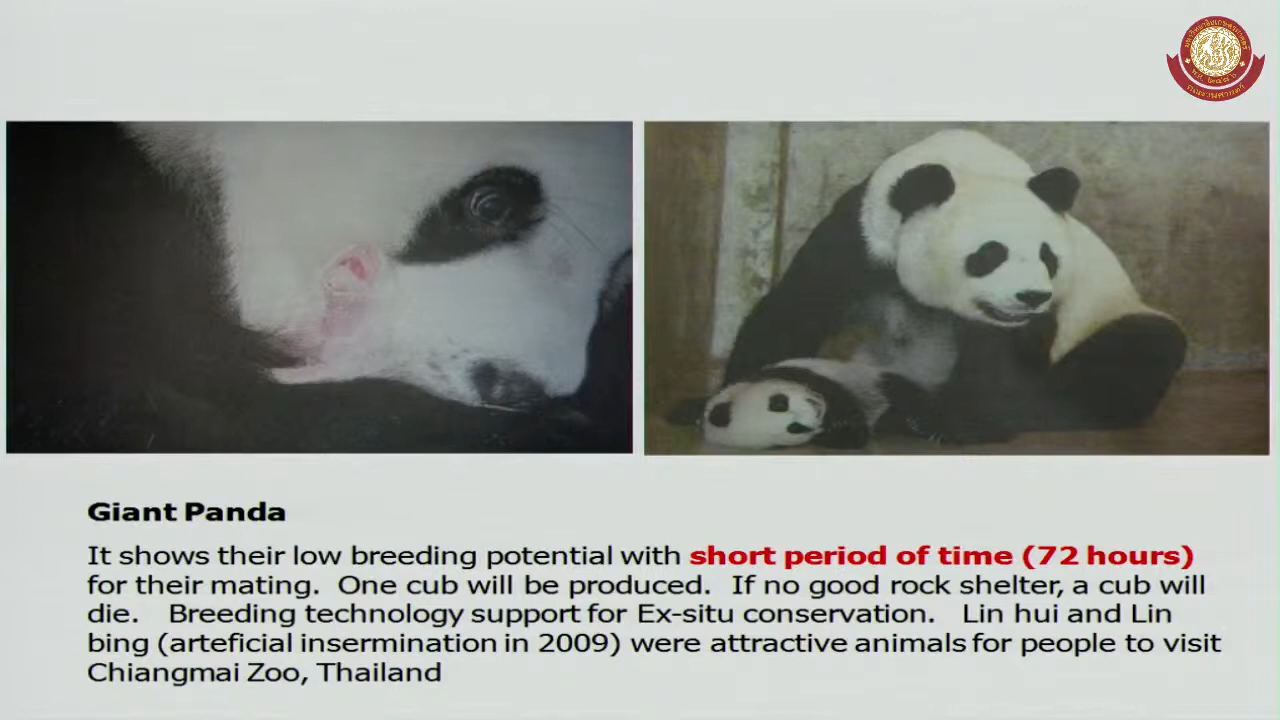 Giant Panda
It shows their low breeding potential with short period of time (72 hours)
for their mating. One cub will be produced. If no good rock shelter, a cub will
die. Breeding technology support for Ex-situ conservation. Lin hui and Lin
bing (arteficial insermination in 2009) were attractive animals for people to visit
Chiangmai Zoo, Thailand